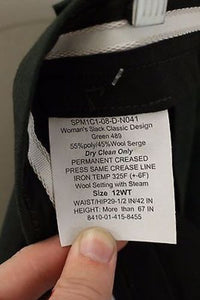 SPM1C1-08-D-N041
Woman's Slack Classic Design
Green 489
55%poly/45%Wool Serge
Dry Clean Only
PERMANENT CREASED
PRESS SAME CREASE LINE
IRON TEMP 325F (+-6F)
Wool Setting with Steam
Size 12WT
WAIST/HIP29-1/2 IN/42 IN
HEIGHT: More than 67 IN
8410-01-415-8455